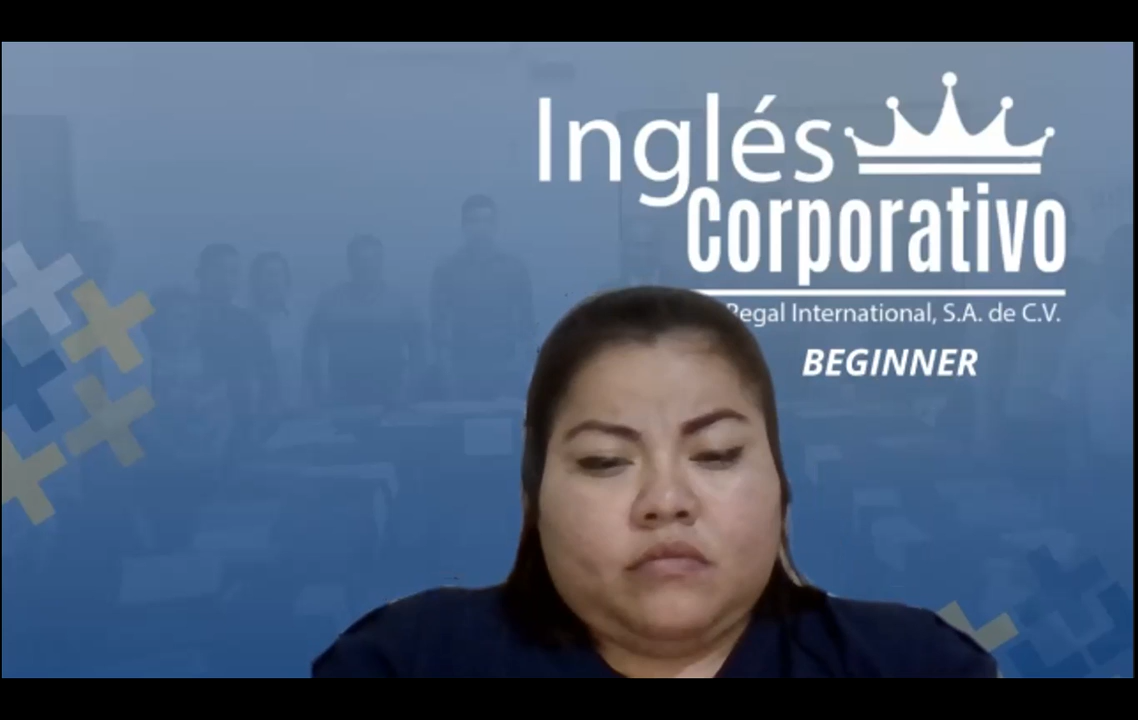 Inglés
Corporativo
Regal International, S.A. de C.V.
BEGINNER